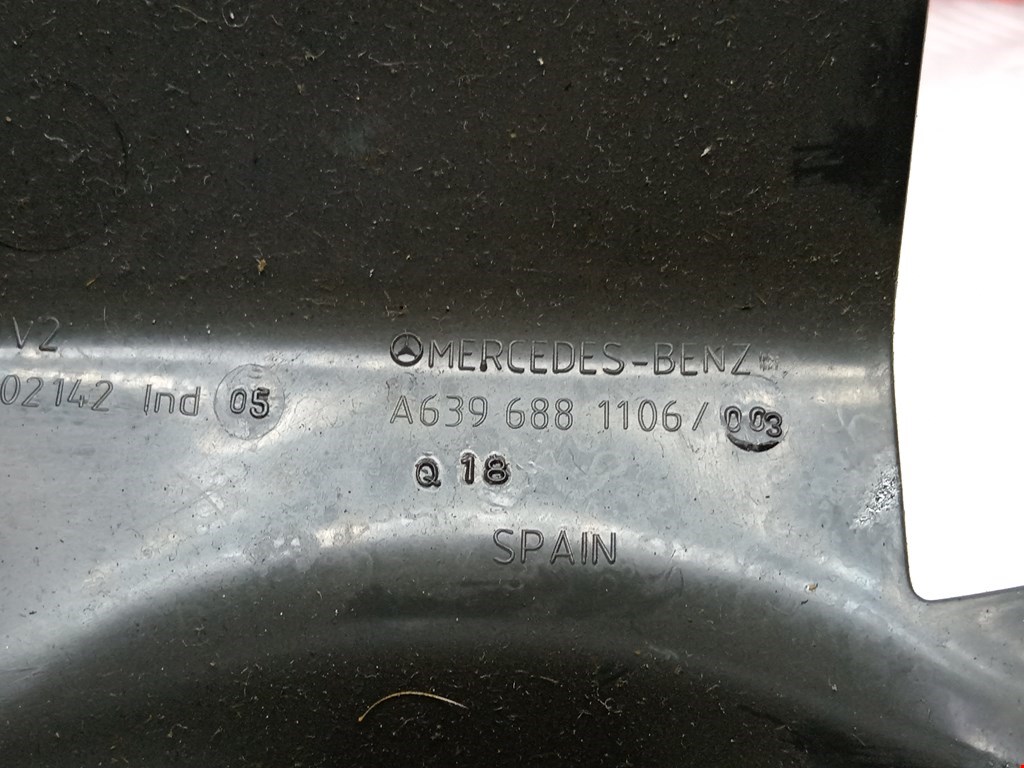 V2
02142 Ind 05
MERCEDES-BENZ
A639 688 1106/003
Q 18
SPAIN